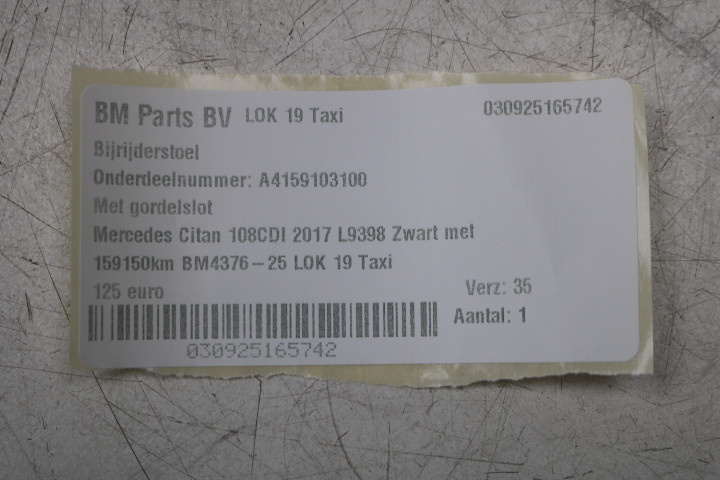 BM Parts BV LOK 19 Taxi 030925165742
Bijrijderstoel
Onderdeelnummer: A4159103100
Met gordelslot
Mercedes Citan 108CDI 2017 L9398 Zwart met
159150km BM4376-25 LOK 19 Taxi
125 euro Verz: 35
Aantal: 1
030925165742